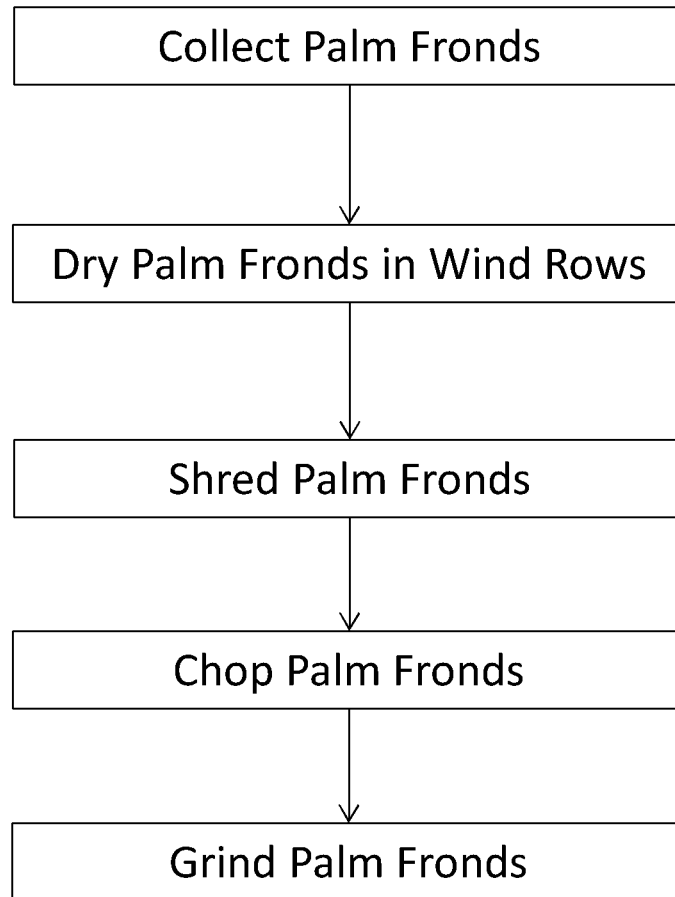 Collect Palm Fronds
Dry Palm Fronds in Wind Rows
Shred Palm Fronds
Chop Palm Fronds
Grind Palm Fronds